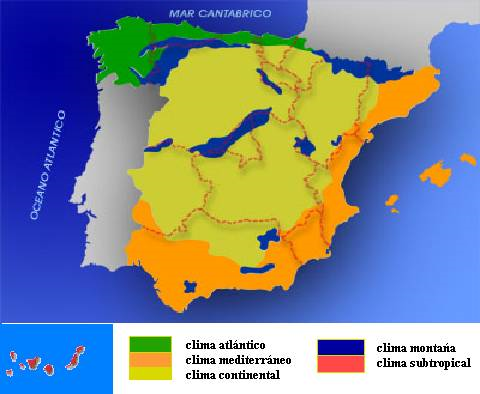 MAR CANTABRICO
OCEANO ATLANTICO
clima atlántico
clima mediterráneo
clima continental
clima montaña
clima subtropical